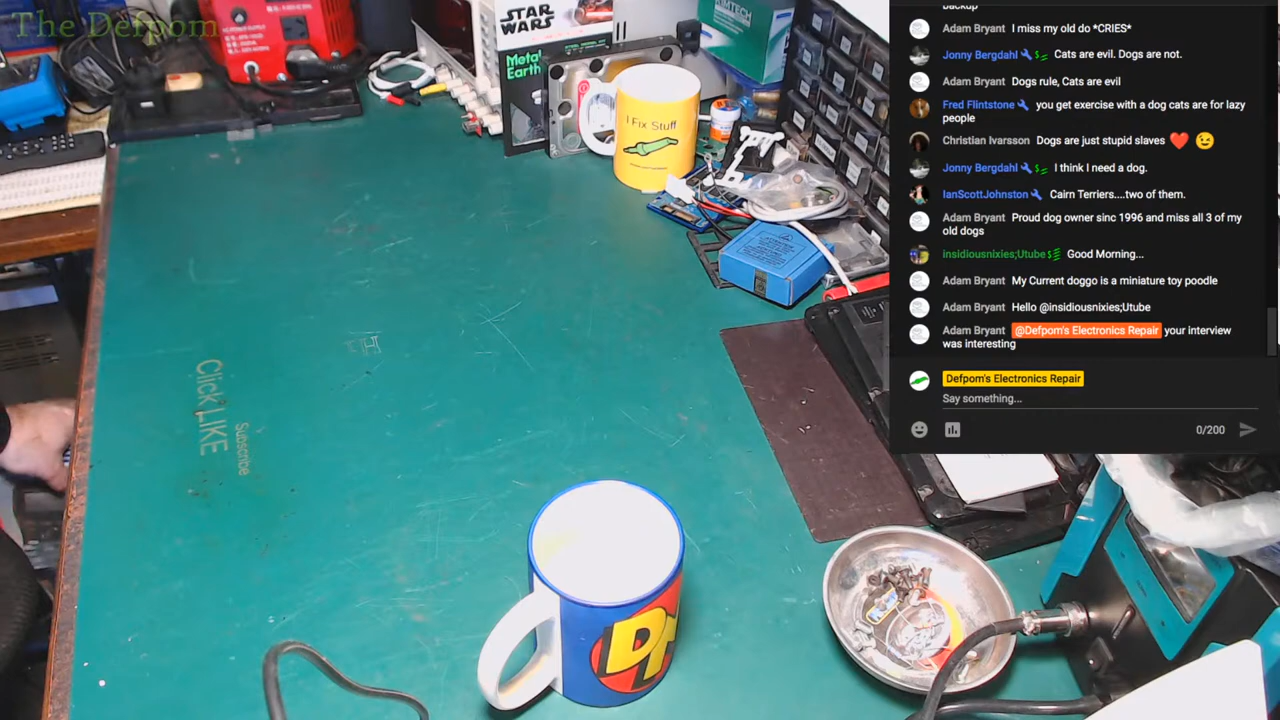 The Defpom
STAR
WARS
Metal
Earth
KIMTECH
I Fix Stuff
Click LIKE
Subscribe
DM
backup
Adam Bryant I miss my old do *CRIES*
Jonny Bergdahl Cats are evil. Dogs are not.
Adam Bryant Dogs rule, Cats are evil
Fred Flintstone you get exercise with a dog cats are for lazy
people
Christian Ivarsson Dogs are just stupid slaves ❤️ 😉
Jonny Bergdahl I think I need a dog.
IanScottJohnston Cairn Terriers....two of them.
Adam Bryant Proud dog owner sinc 1996 and miss all 3 of my
old dogs
insidiousnixies;Utube Good Morning...
Adam Bryant My Current doggo is a miniature toy poodle
Adam Bryant Hello @insidiousnixies;Utube
Adam Bryant @Defpom's Electronics Repair your interview
was interesting
Defpom's Electronics Repair
Say something...
0/200